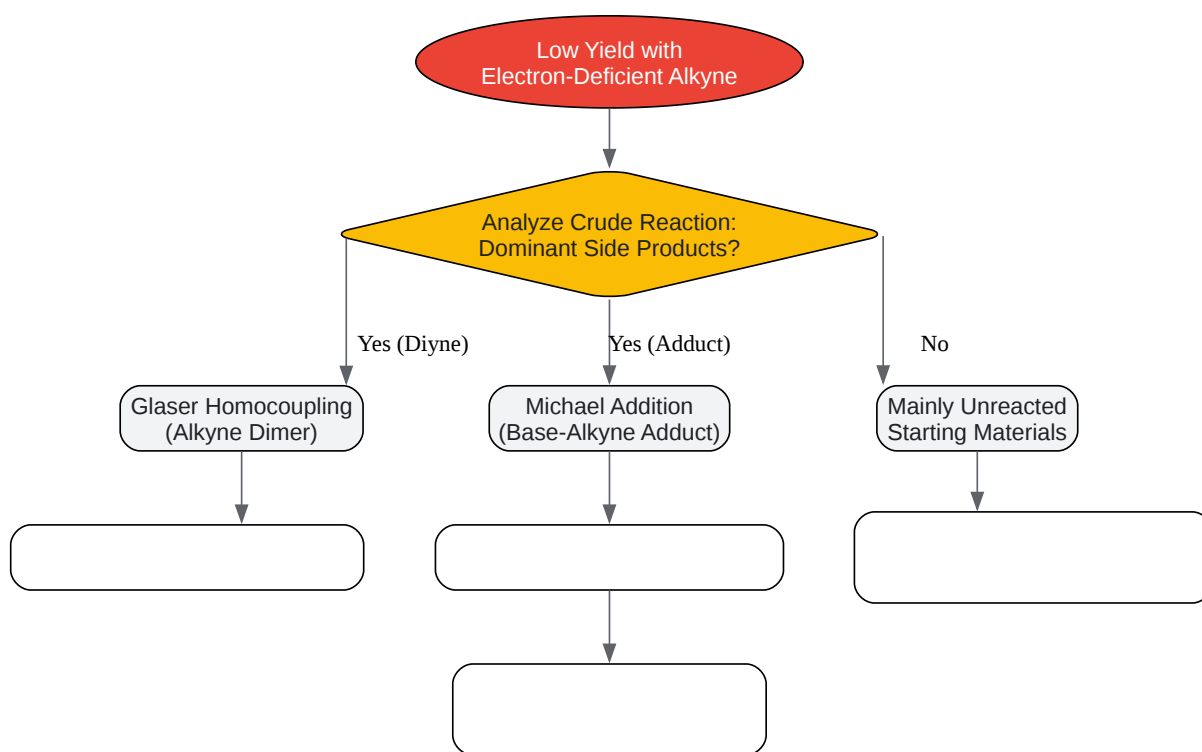 Low Yield with
Electron-Deficient Alkyne
Analyze Crude Reaction:
Dominant Side Products?
Yes (Diyne)
Yes (Adduct)
No
Glaser Homocoupling
(Alkyne Dimer)
Michael Addition
(Base-Alkyne Adduct)
Mainly Unreacted
Starting Materials